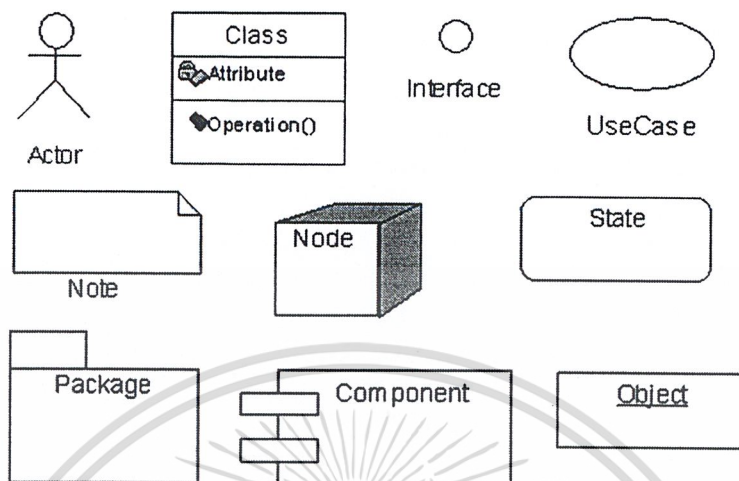 Class
Attribute
Operation()
Interface
UseCase
Actor
Node
State
Note
Package
Component
Object